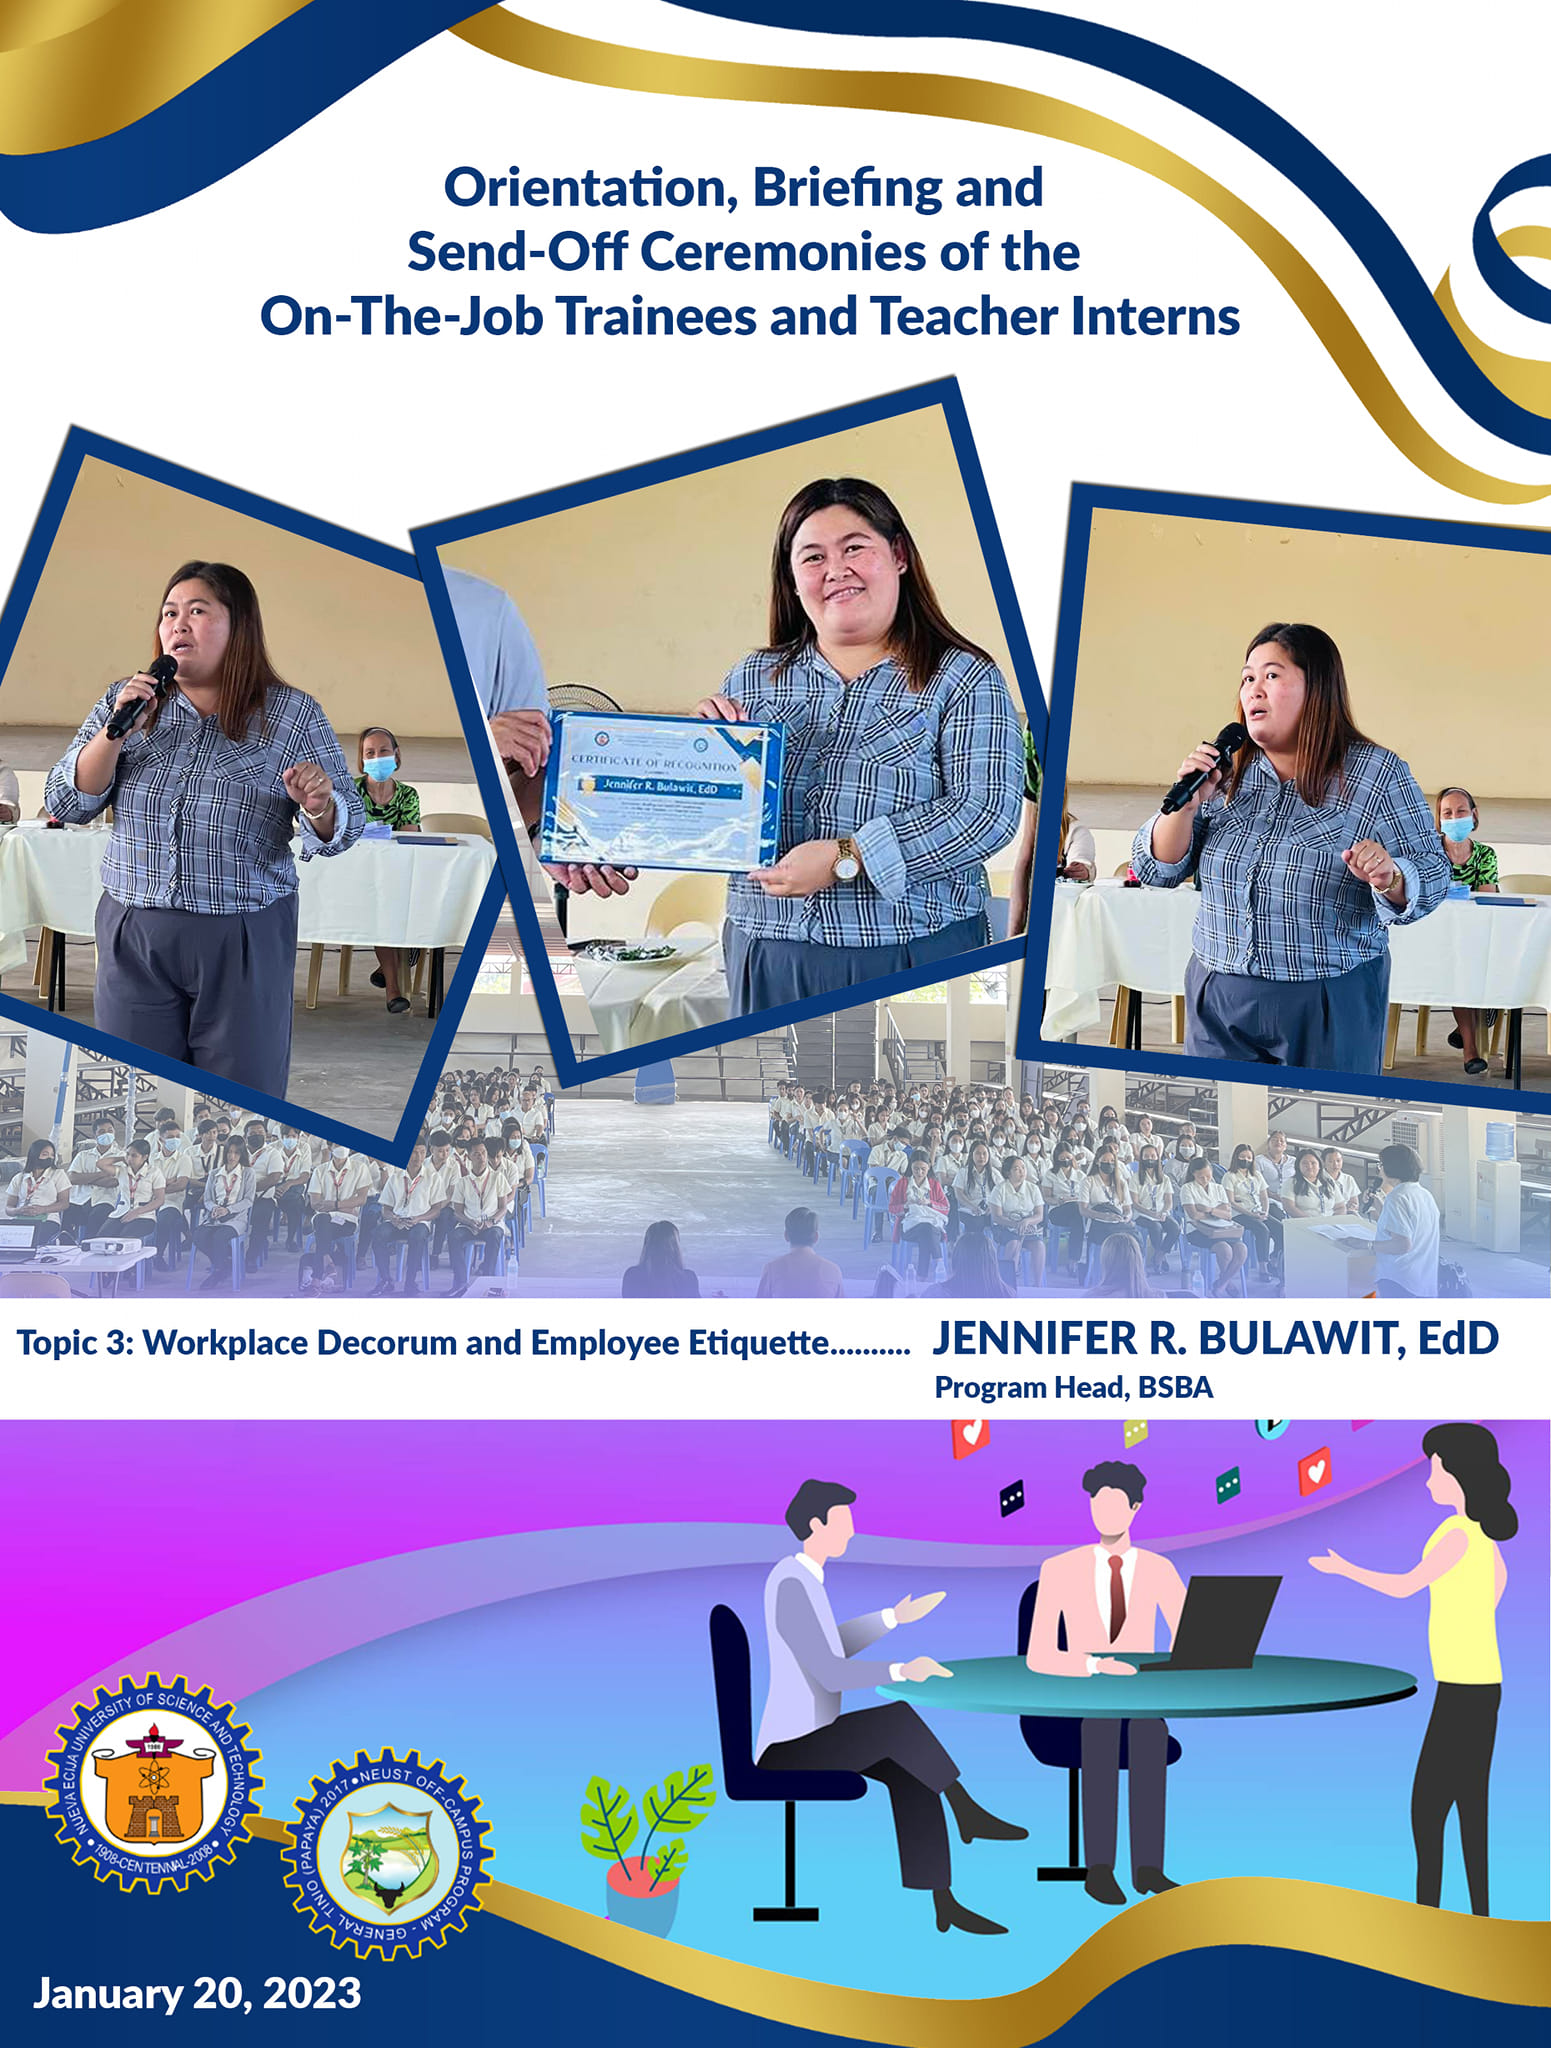 Orientation, Briefing and
Send-Off Ceremonies of the
On-The-Job Trainees and Teacher Interns
CERTIFICATE OF RECOGNITION
Jennifer R. Bulawit, EdD
Topic 3: Workplace Decorum and Employee Etiquette.......... JENNIFER R. BULAWIT, EdD
Program Head, BSBA
NUEVA ECIJA UNIVERSITY OF SCIENCE AND TECHNOLOGY
1986
1908-CENTENNIAL-2008
NEUST OFF-CAMPUS PROGRAM - GENERAL TINIO (PAPAYA) 2017
January 20, 2023